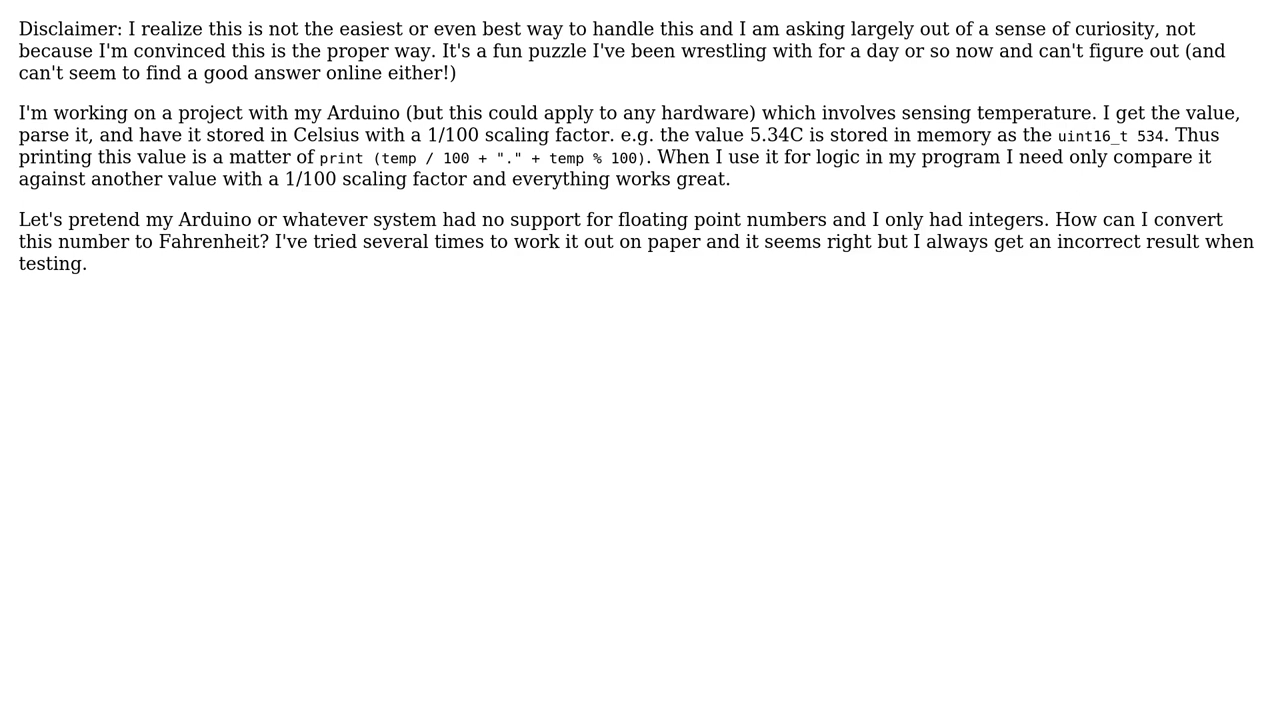 Disclaimer: I realize this is not the easiest or even best way to handle this and I am asking largely out of a sense of curiosity, not
because I'm convinced this is the proper way. It's a fun puzzle I've been wrestling with for a day or so now and can't figure out (and
can't seem to find a good answer online either!)
I'm working on a project with my Arduino (but this could apply to any hardware) which involves sensing temperature. I get the value,
parse it, and have it stored in Celsius with a 1/100 scaling factor. e.g. the value 5.34C is stored in memory as the uint16_t 534. Thus
printing this value is a matter of print (temp / 100 + "." + temp % 100). When I use it for logic in my program I need only compare it
against another value with a 1/100 scaling factor and everything works great.
Let's pretend my Arduino or whatever system had no support for floating point numbers and I only had integers. How can I convert
this number to Fahrenheit? I've tried several times to work it out on paper and it seems right but I always get an incorrect result when
testing.